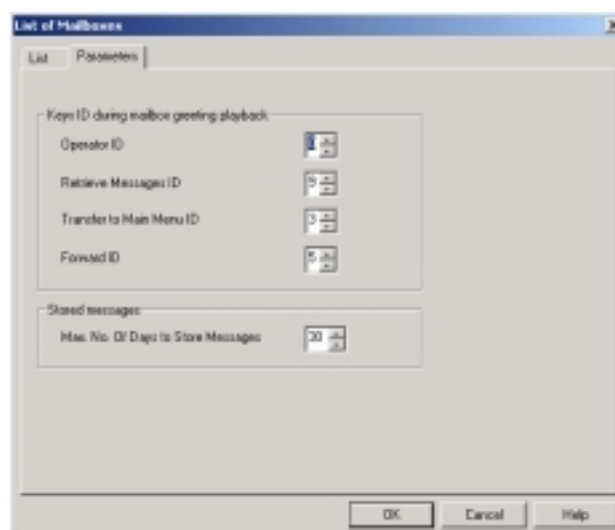 List of Mailboxes
List
Parameters
Keys ID during mailbox greeting playback
Operator ID
Retrieve Messages ID 9
Transfer to Main Menu ID 3
Forward ID 5
Stored messages
Max. No. Of Days to Store Messages 30
OK
Cancel
Help